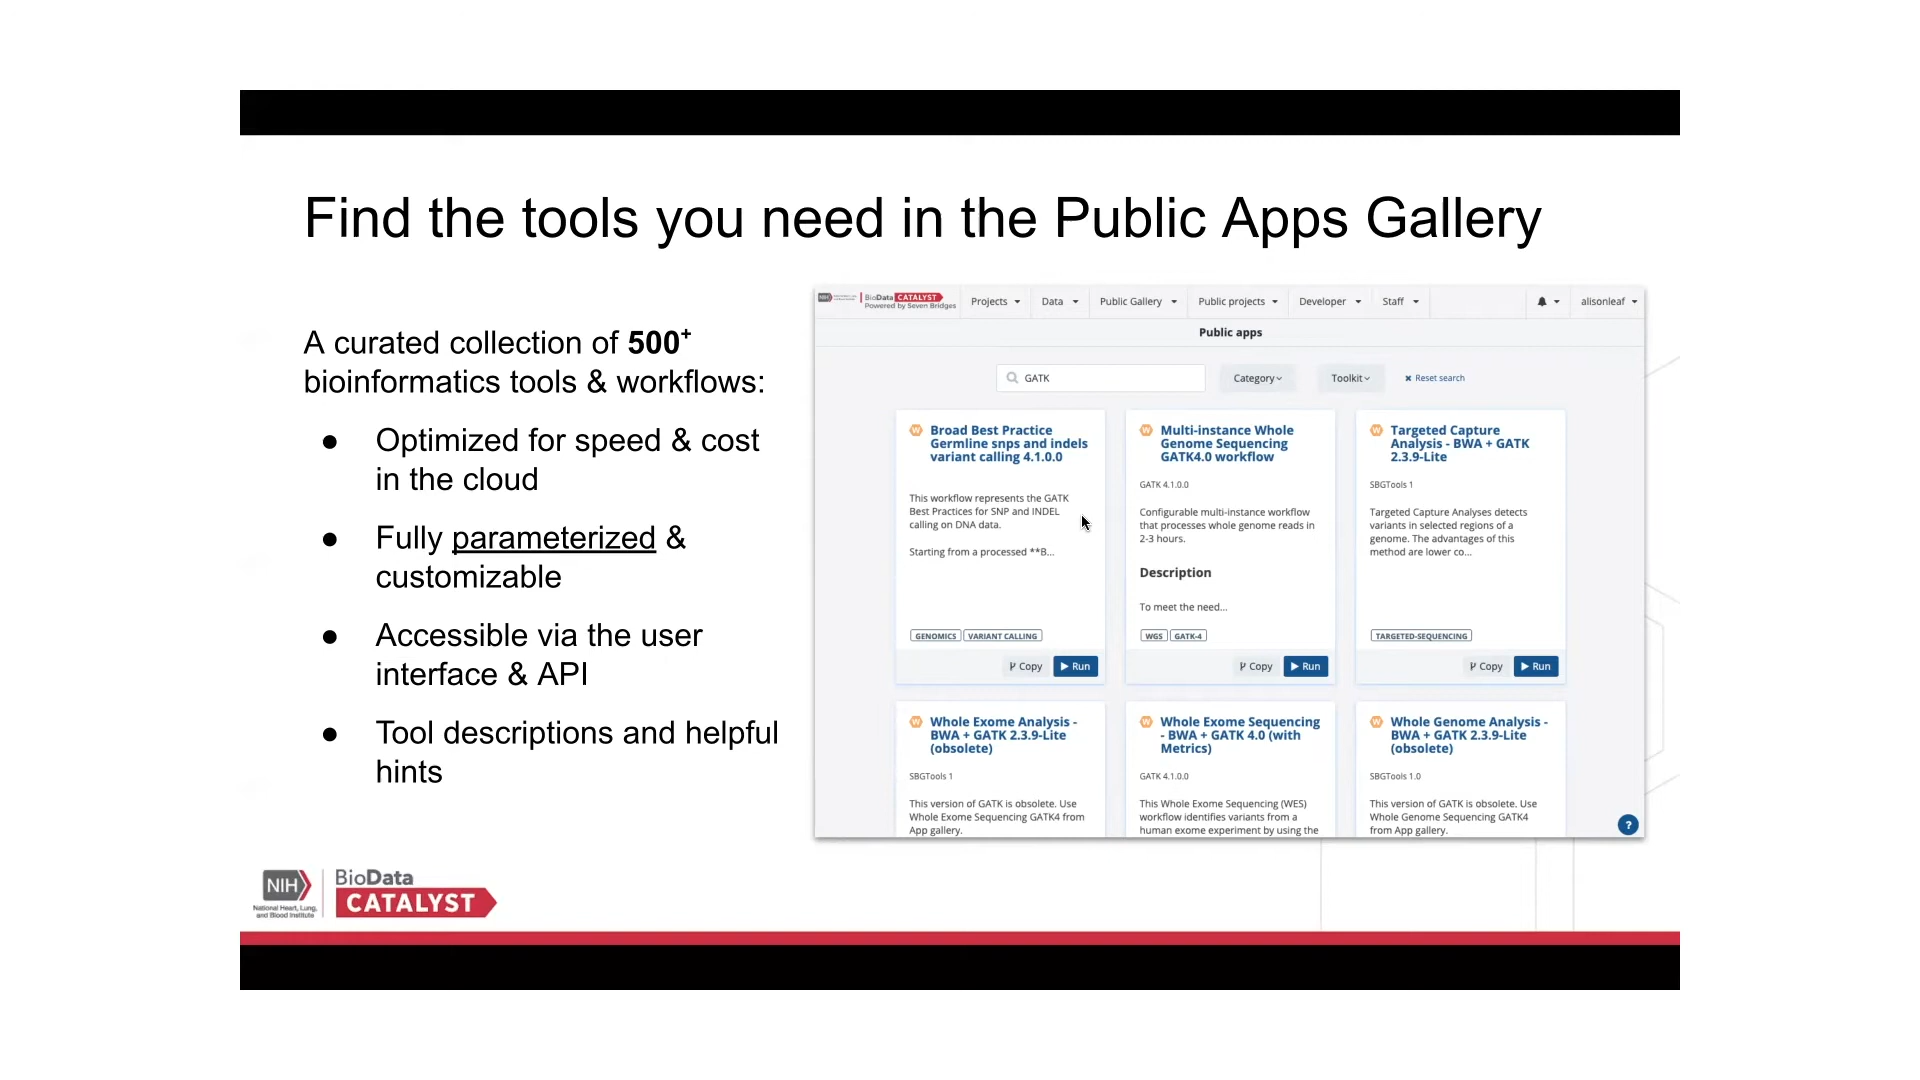 Find the tools you need in the Public Apps Gallery
A curated collection of 500+
bioinformatics tools & workflows:
● Optimized for speed & cost
in the cloud
● Fully parameterized &
customizable
● Accessible via the user
interface & API
● Tool descriptions and helpful
hints
NIH
BioData CATALYST
Powered by Seven Bridges
Projects Data Public Gallery Public projects Developer Staff alisonleaf
Public apps
GATK Category Toolkit × Reset search
Broad Best Practice
Germline snps and indels
variant calling 4.1.0.0
This workflow represents the GATK
Best Practices for SNP and INDEL
calling on DNA data.
Starting from a processed **B...
GENOMICS VARIANT CALLING
Copy Run
Multi-instance Whole
Genome Sequencing
GATK4.0 workflow
GATK 4.1.0.0
Configurable multi-instance workflow
that processes whole genome reads in
2-3 hours.
Description
To meet the need...
WGS GATK-4
Copy Run
Targeted Capture
Analysis - BWA + GATK
2.3.9-Lite
SBGTools 1
Targeted Capture Analyses detects
variants in selected regions of a
genome. The advantages of this
method are lower co...
TARGETED-SEQUENCING
Copy Run
Whole Exome Analysis -
BWA + GATK 2.3.9-Lite
(obsolete)
SBGTools 1
This version of GATK is obsolete. Use
Whole Exome Sequencing GATK4 from
App gallery.
Whole Exome Sequencing
- BWA + GATK 4.0 (with
Metrics)
GATK 4.1.0.0
This Whole Exome Sequencing (WES)
workflow identifies variants from a
human exome experiment by using the
Whole Genome Analysis -
BWA + GATK 2.3.9-Lite
(obsolete)
SBGTools 1.0
This version of GATK is obsolete. Use
Whole Genome Sequencing GATK4
from App gallery.
?
NIH
National Heart, Lung,
and Blood Institute
BioData
CATALYST